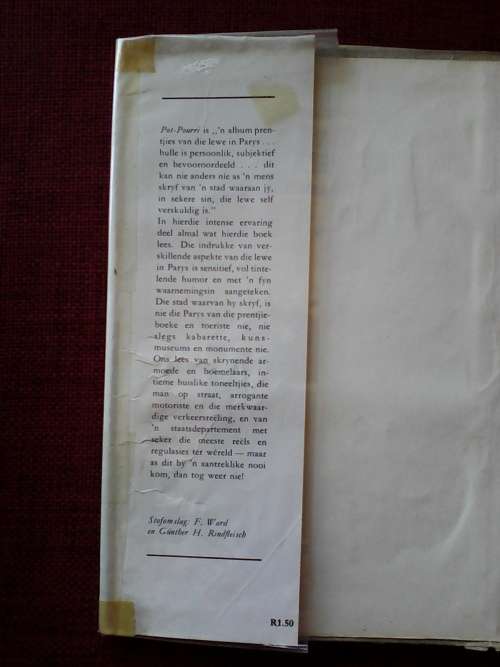 Pot-Pourri is ,,'n album pren-
tjies van die lewe in Parys . . .
hulle is persoonlik, subjektief
en bevooroordeeld . . . dit
kan nie anders nie as 'n mens
skryf van 'n stad waaraan jy,
in sekere sin, die lewe self
verskuldig is."
In hierdie intense ervaring
deel almal wat hierdie boek
lees. Die indrukke van ver-
skillende aspekte van die lewe
in Parys is sensitief, vol tinte-
lende humor en met 'n fyn
waarnemingsin aangeteken.
Die stad waarvan hy skryf, is
nie die Parys van die prentjie-
boeke en toeriste nie, nie
slegs kabarette, kuns-
museums en monumente nie.
Ons lees van skrynende ar-
moede en boemelaars, in-
tieme huislike toneeltjies, die
man op straat, arrogante
motoriste en die merkwaar-
dige verkeersreëling, en van
'n staatsdepartement met
seker die meeste reëls en
regulasies ter wêreld — maar
as dit by 'n aantreklike nooi
kom, dan tog weer nie!
Stofomslag: F. Ward
en Günther H. Rindfleisch
R1.50